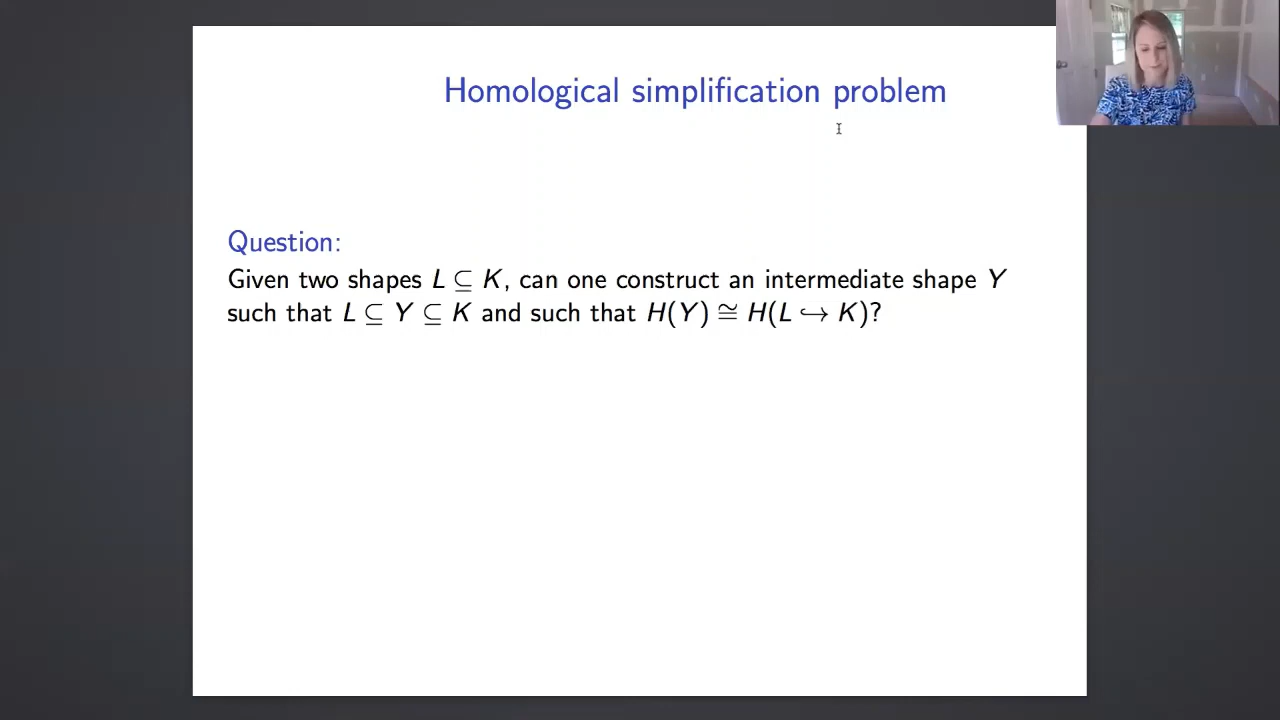 Homological simplification problem
Question:
Given two shapes L ⊆ K, can one construct an intermediate shape Y
such that L ⊆ Y ⊆ K and such that H(Y) ≅ H(L ↪ K)?